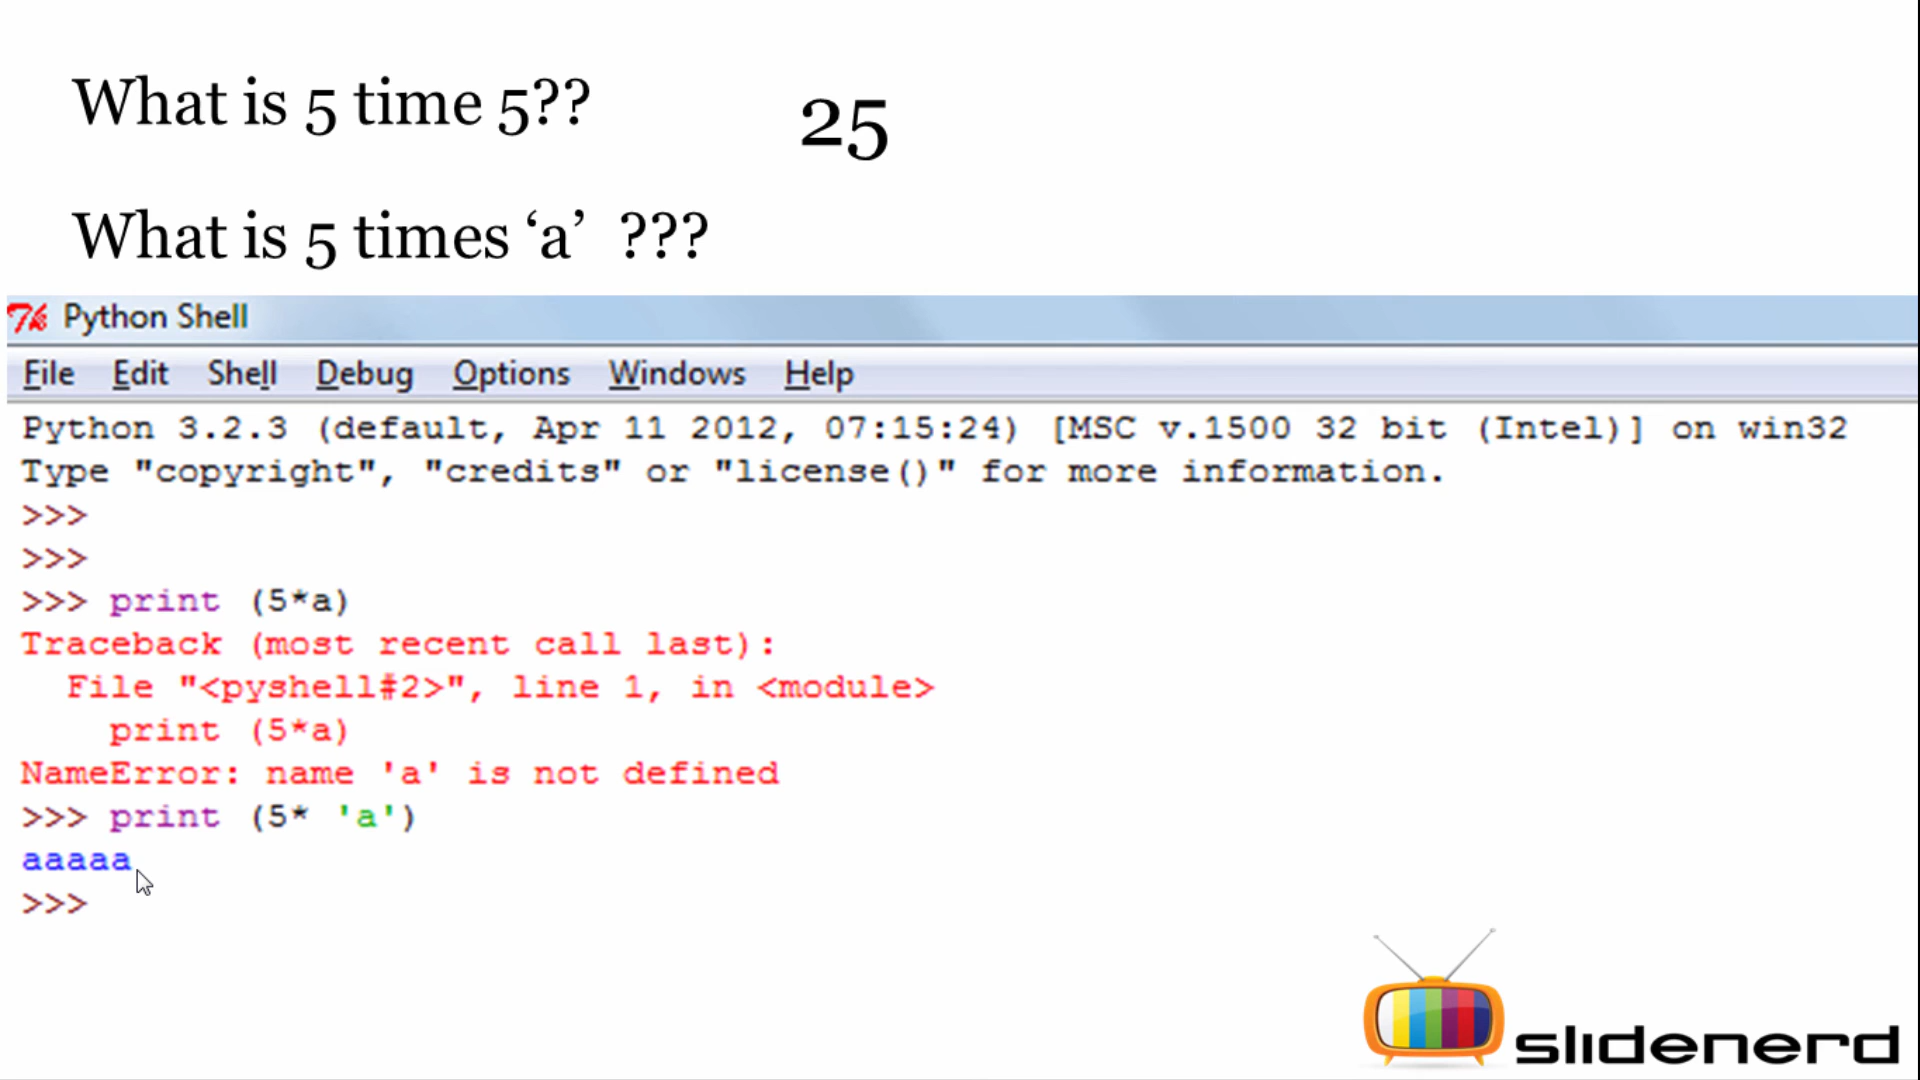 What is 5 time 5??
25
What is 5 times ‘a’ ???
Python Shell
File Edit Shell Debug Options Windows Help
Python 3.2.3 (default, Apr 11 2012, 07:15:24) [MSC v.1500 32 bit (Intel)] on win32
Type "copyright", "credits" or "license()" for more information.
>>>
>>>
>>> print (5*a)
Traceback (most recent call last):
  File "<pyshell#2>", line 1, in <module>
    print (5*a)
NameError: name 'a' is not defined
>>> print (5* 'a')
aaaaa
>>>
slidenerd